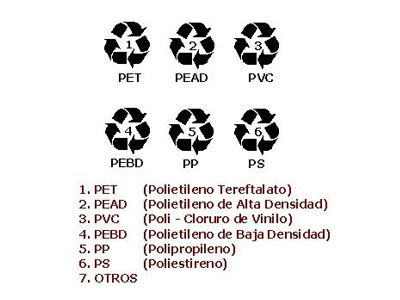 1 2 3
PET PEAD PVC
4 5 6
PEBD PP PS
1. PET (Polietileno Tereftalato)
2. PEAD (Polietileno de Alta Densidad)
3. PVC (Poli - Cloruro de Vinilo)
4. PEBD (Polietileno de Baja Densidad)
5. PP (Polipropileno)
6. PS (Poliestireno)
7. OTROS